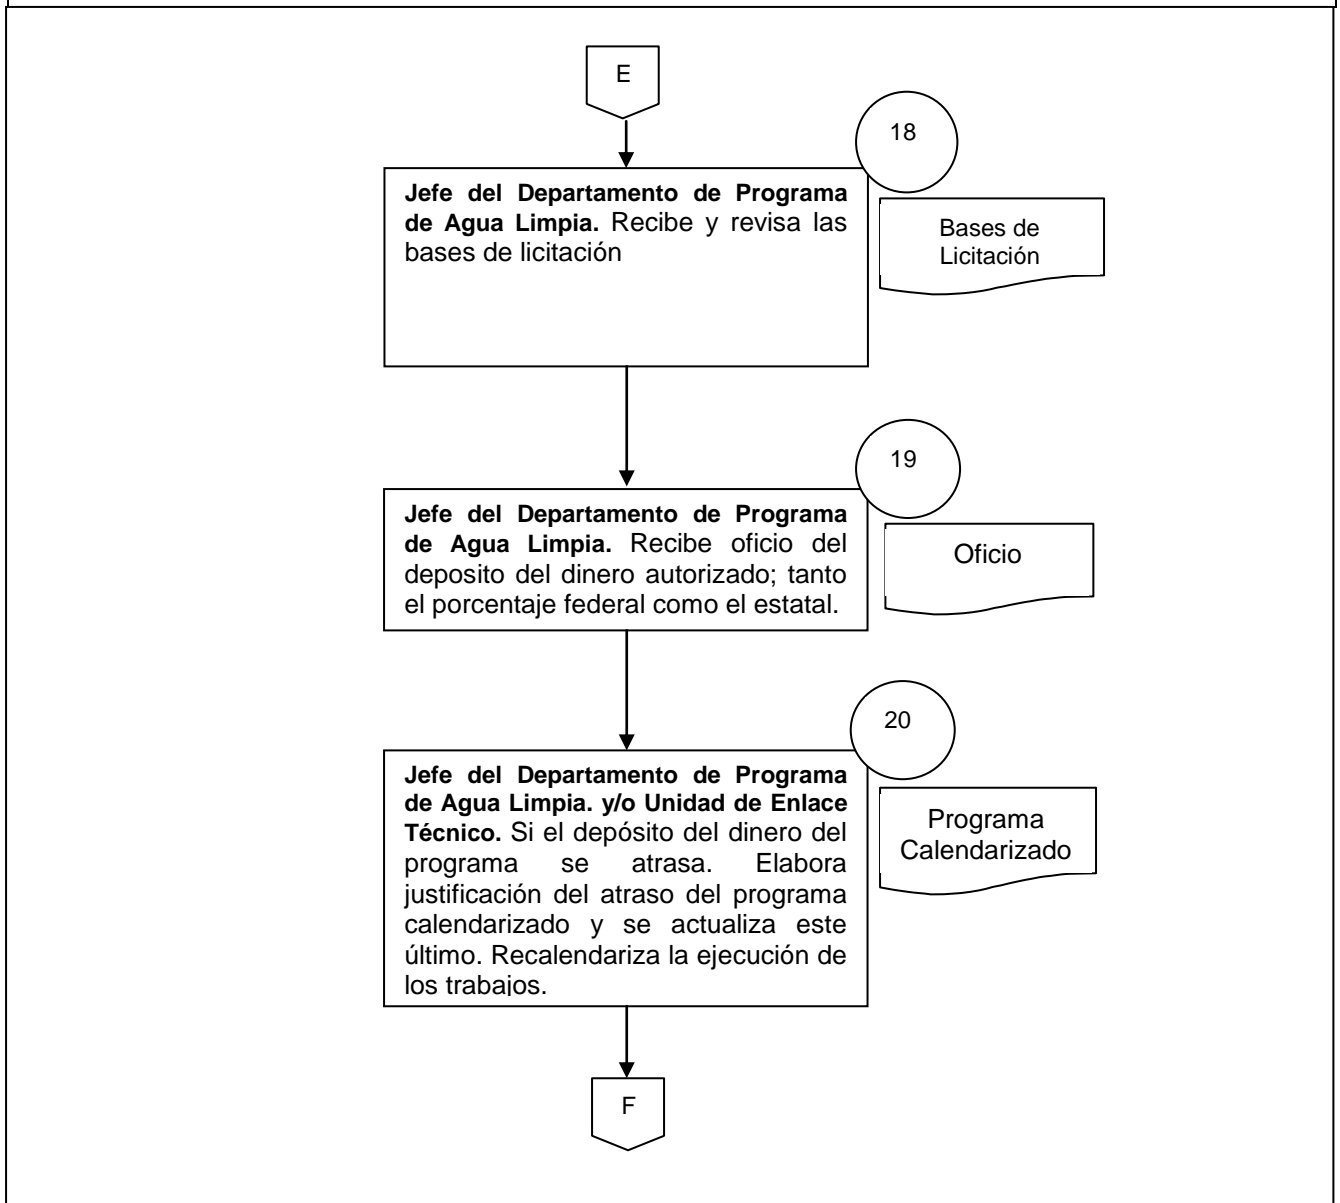 E
18
Jefe del Departamento de Programa
de Agua Limpia. Recibe y revisa las
bases de licitación
Bases de
Licitación
19
Jefe del Departamento de Programa
de Agua Limpia. Recibe oficio del
deposito del dinero autorizado; tanto
el porcentaje federal como el estatal.
Oficio
20
Jefe del Departamento de Programa
de Agua Limpia. y/o Unidad de Enlace
Técnico. Si el depósito del dinero del
programa se atrasa. Elabora
justificación del atraso del programa
calendarizado y se actualiza este
último. Recalendariza la ejecución de
los trabajos.
Programa
Calendarizado
F